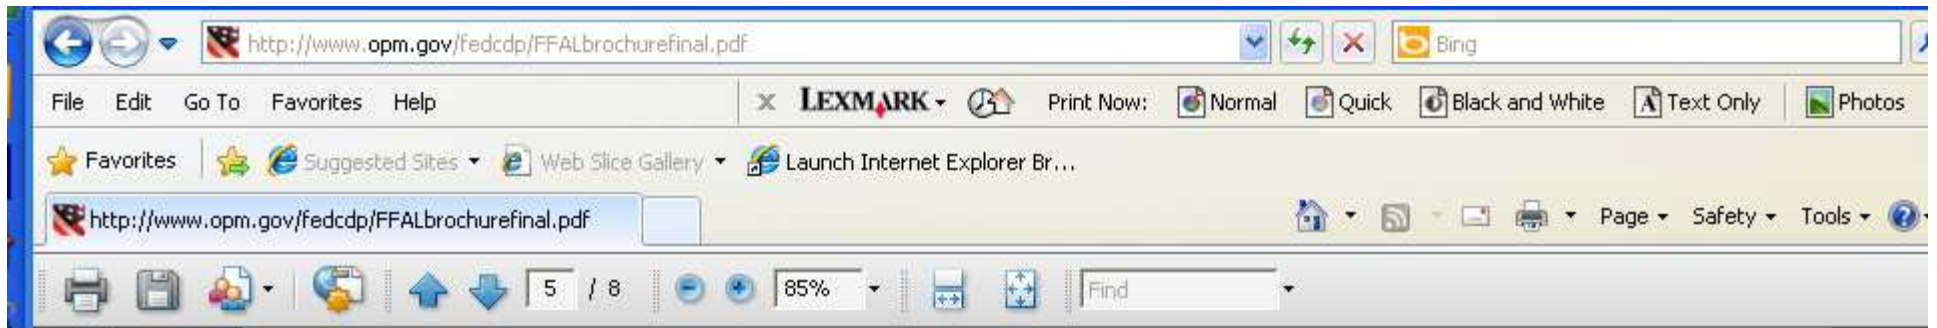 http://www.opm.gov/fedcdp/FFALbrochurefinal.pdf Bing
File Edit Go To Favorites Help x LEXMARK Print Now: Normal Quick Black and White Text Only Photos
Favorites Suggested Sites Web Slice Gallery Launch Internet Explorer Br...
http://www.opm.gov/fedcdp/FFALbrochurefinal.pdf Page Safety Tools
5 / 8 85% Find